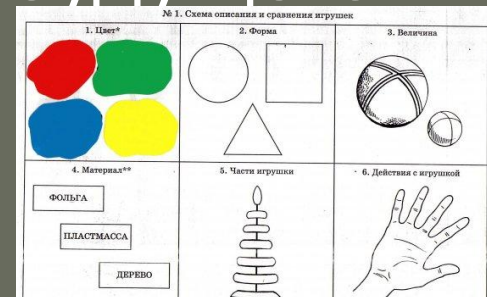 № 1. Схема описания и сравнения игрушек
1. Цвет*
2. Форма
3. Величина
4. Материал**
5. Части игрушки
6. Действия с игрушкой
ФОЛЬГА
ПЛАСТМАССА
ДЕРЕВО